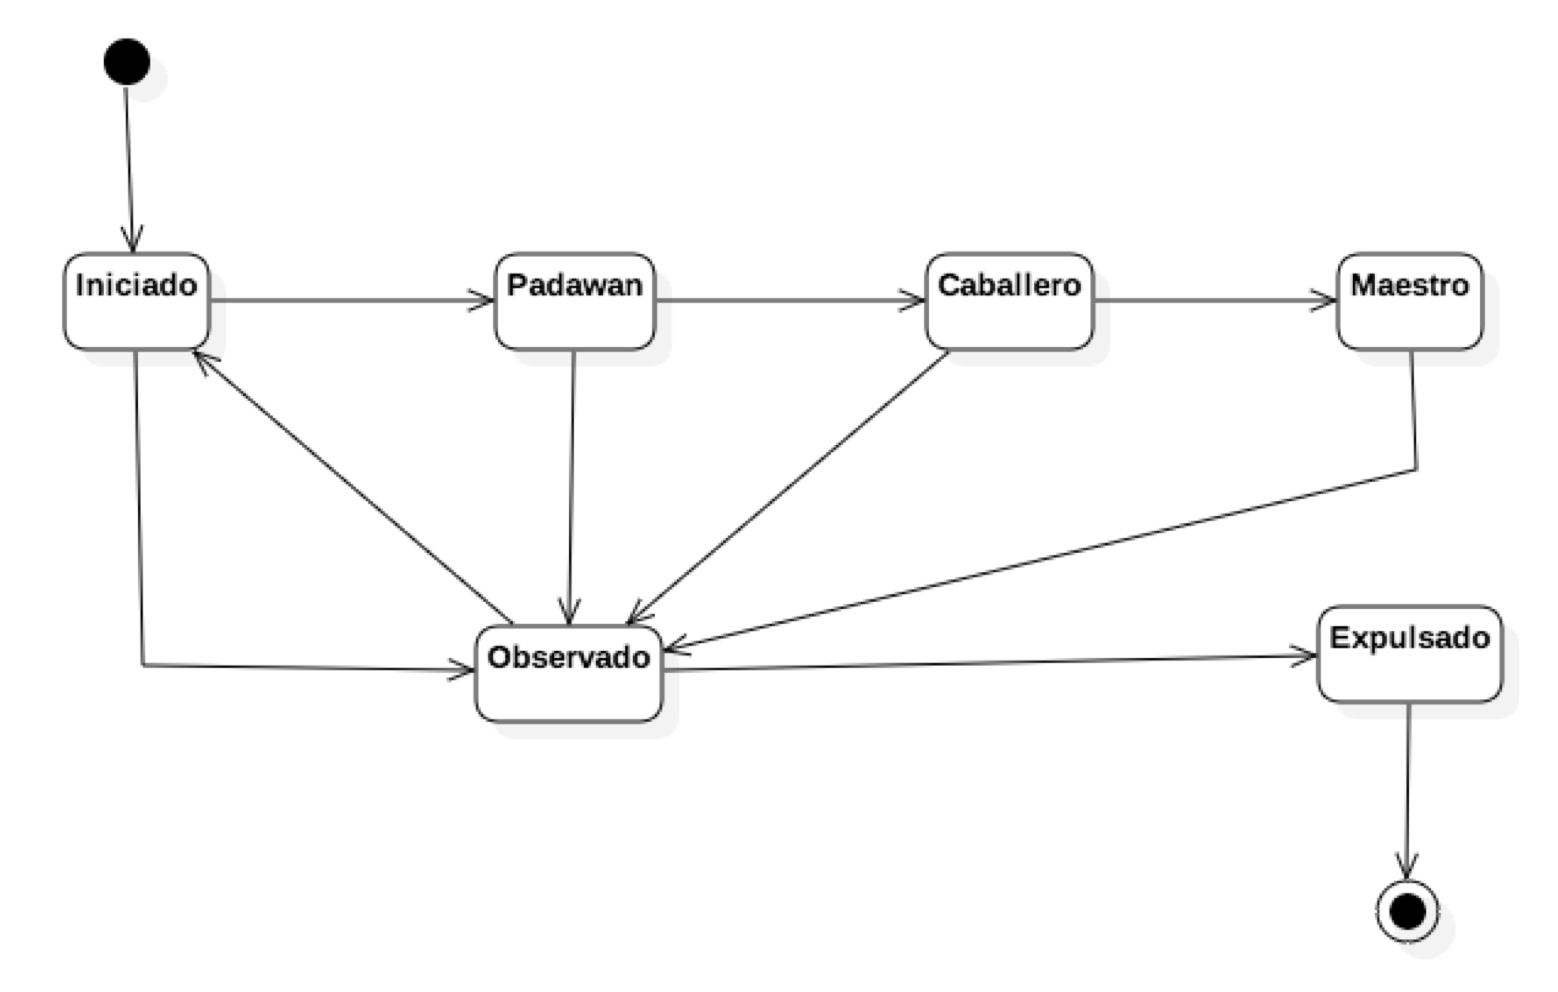 Iniciado
Padawan
Caballero
Maestro
Observado
Expulsado